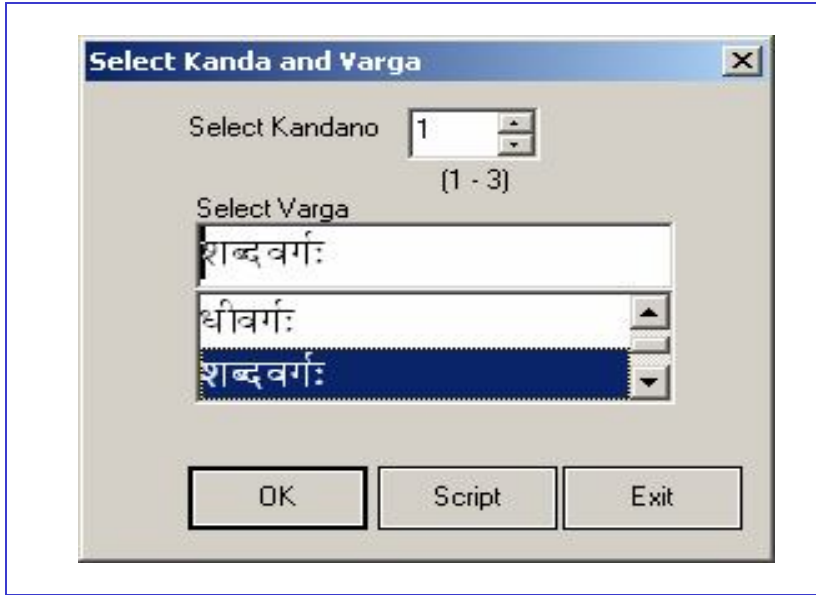 Select Kanda and Varga
Select Kandano 1
(1 - 3)
Select Varga
शब्दवर्गः
धीवर्गः
शब्दवर्गः
OK Script Exit